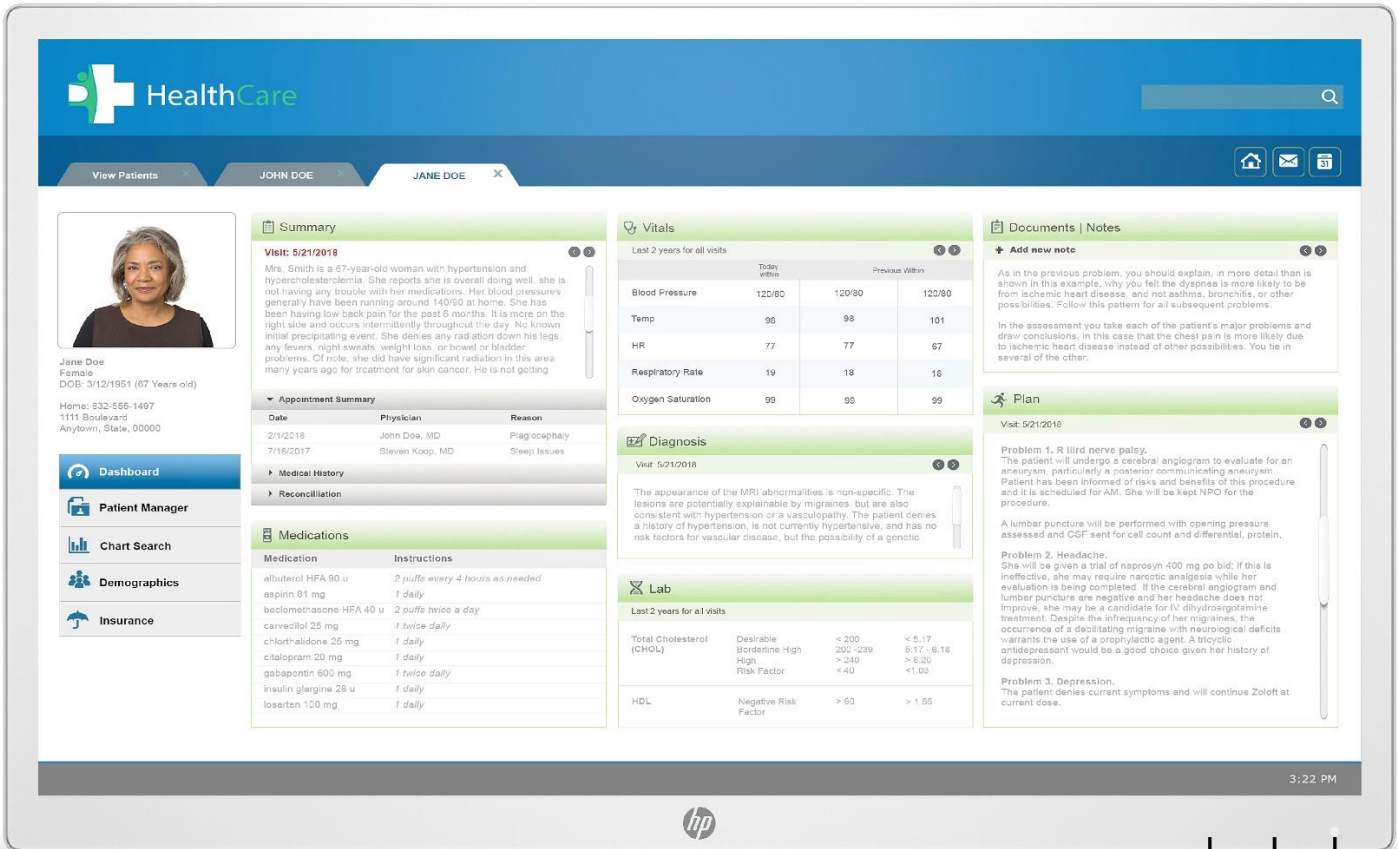 HealthCare
View Patients
JOHN DOE
JANE DOE
31
Jane Doe
Female
DOB: 3/12/1951 (67 Years old)
Home: 832-555-1497
1111 Boulevard
Anytown, State, 00000
Dashboard
Patient Manager
Chart Search
Demographics
Insurance
Summary
Visit: 5/21/2018
Mrs. Smith is a 67-year-old woman with hypertension and
hypercholesterclemia. She reports she is overall doing well. she is
not having any trouble with her medications. Her blood pressures
generally have been running around 140/90 at home. She has
been having low back pain for the past 6 months. It is more on the
right side and occurs intermittently throughout the day. No known
initial precipitating event. She denies any radiation down his legs,
any fevers, night sweats, weight loss, or bowel or bladder
problems. Of note, she did have significant radiation in this area
many years ago for treatment for skin cancer. He is not getting
Appointment Summary
Date Physician Reason
2/1/2018 John Doe, MD Plagiocephaly
7/16/2017 Steven Koop, MD Sleep Issues
Medical History
Reconcilliation
Medications
Medication Instructions
albuterol HFA 90 u 2 puffs every 4 hours as needed
aspirin 81 mg 1 daily
beclomethasone HFA 40 u 2 puffs twice a day
carvedilol 25 mg 1 twice daily
chlorthalidone 25 mg 1 daily
citalopram 20 mg 1 daily
gabapontin 600 mg 1 twice daily
insulin glargine 28 u 1 daily
losartan 100 mg 1 daily
Vitals
Last 2 years for all visits
Today within Previous Within
Blood Pressure 120/80 120/80 120/80
Temp 98 98 101
HR 77 77 67
Respiratory Rate 19 18 18
Oxygen Saturation 99 99 99
Diagnosis
Visit: 5/21/2018
The appearance of the MRI abnormalities is non-specific. The
lesions are potentially explainable by migraines, but are also
consistent with hypertension or a vasculopathy. The patient denies
a history of hypertension, is not currently hypertensive, and has no
risk factors for vascular disease, but the possibility of a genetic
Lab
Last 2 years for all visits
Total Cholesterol Desirable < 200 < 5.17
(CHOL) Borderline High 200 -239 5.17 - 6.18
High > 240 > 6.20
Risk Factor < 40 <1.03
HDL Negative Risk > 60 > 1.55
Factor
Documents | Notes
+ Add new note
As in the previous problem, you should explain, in more detail than is
shown in this example, why you felt the dyspnea is more likely to be
from ischemic heart disease, and not asthma, bronchitis, or other
possibilities. Follow this pattern for all subsequent problems.
In the assessment you take each of the patient's major problems and
draw conclusions, in this case that the chest pain is more likely due
to ischemic heart disease instead of other possibilities. You tie in
several of the other.
Plan
Visit: 5/21/2018
Problem 1. R IIIrd nerve palsy.
The patient will undergo a cerebral angiogram to evaluate for an
aneurysm, particularly a posterior communicating aneurysm.
Patient has been informed of risks and benefits of this procedure
and it is scheduled for AM. She will be kept NPO for the
procedure.
A lumbar puncture will be performed with opening pressure
assessed and CSF sent for cell count and differential, protein,
Problem 2. Headache.
She will be given a trial of naprosyn 400 mg po bid; if this is
ineffective, she may require narcotic analgesia while her
evaluation is being completed. If the cerebral angiogram and
lumbar puncture are negative and her headache does not
improve, she may be a candidate for IV dihydroergotamine
treatment. Despite the infrequency of her migraines, the
occurrence of a debilitating migraine with neurological deficits
warrants the use of a prophylactic agent. A tricyclic
antidepressant would be a good choice given her history of
depression.
Problem 3. Depression.
The patient denies current symptoms and will continue Zoloft at
current dose.
3:22 PM
hp